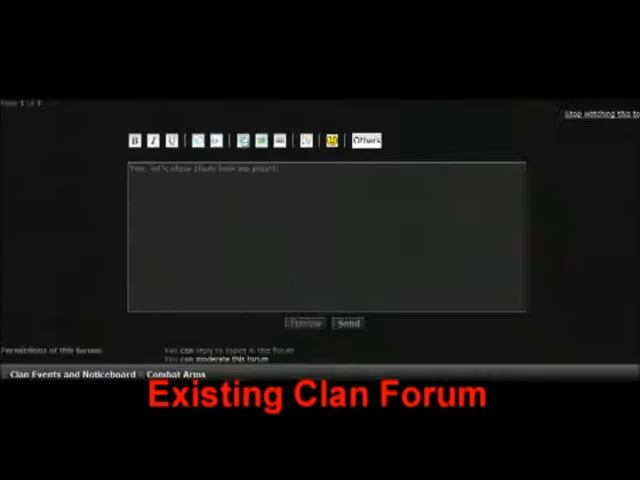 Page 1 of 1
Stop watching this to
B I U Others
Yes, let's show them how we play!!
Preview Send
Permissions of this forum: You can reply to topics in this forum
You can moderate this forum
Clan Events and Noticeboard :: Combat Arms
Existing Clan Forum